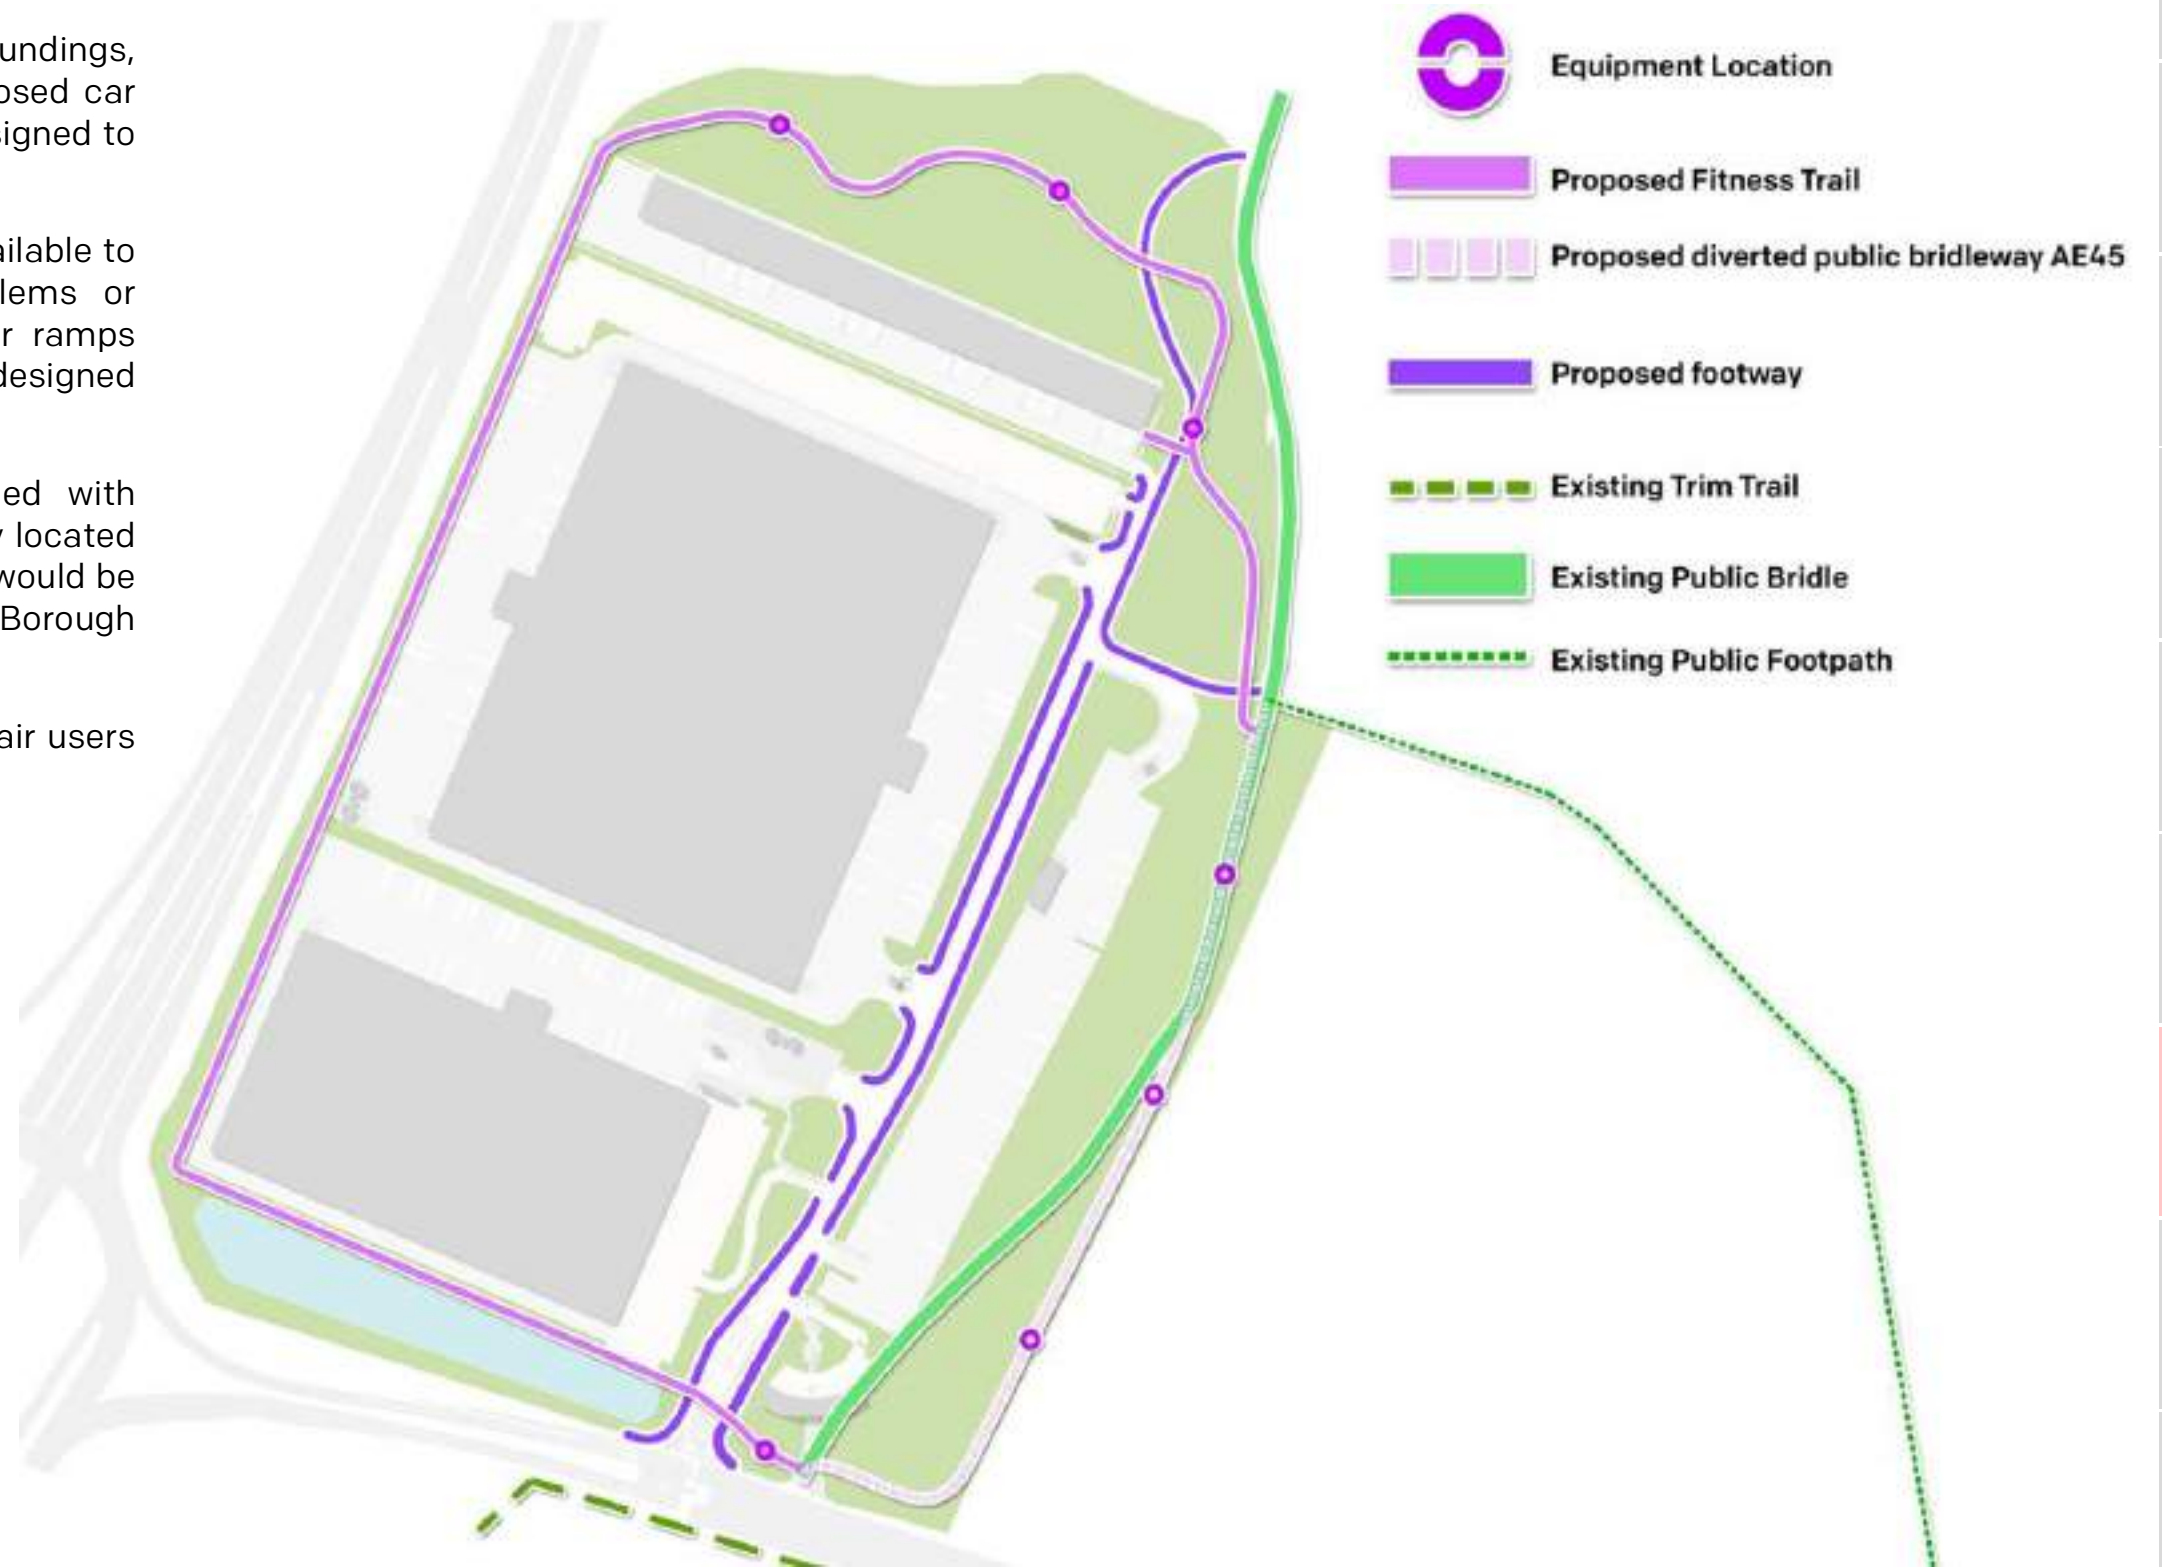 undings,
osed car
signed to
ailable to
lems or
r ramps
designed
ed with
y located
would be
Borough
air users
Equipment Location
Proposed Fitness Trail
Proposed diverted public bridleway AE45
Proposed footway
Existing Trim Trail
Existing Public Bridle
Existing Public Footpath